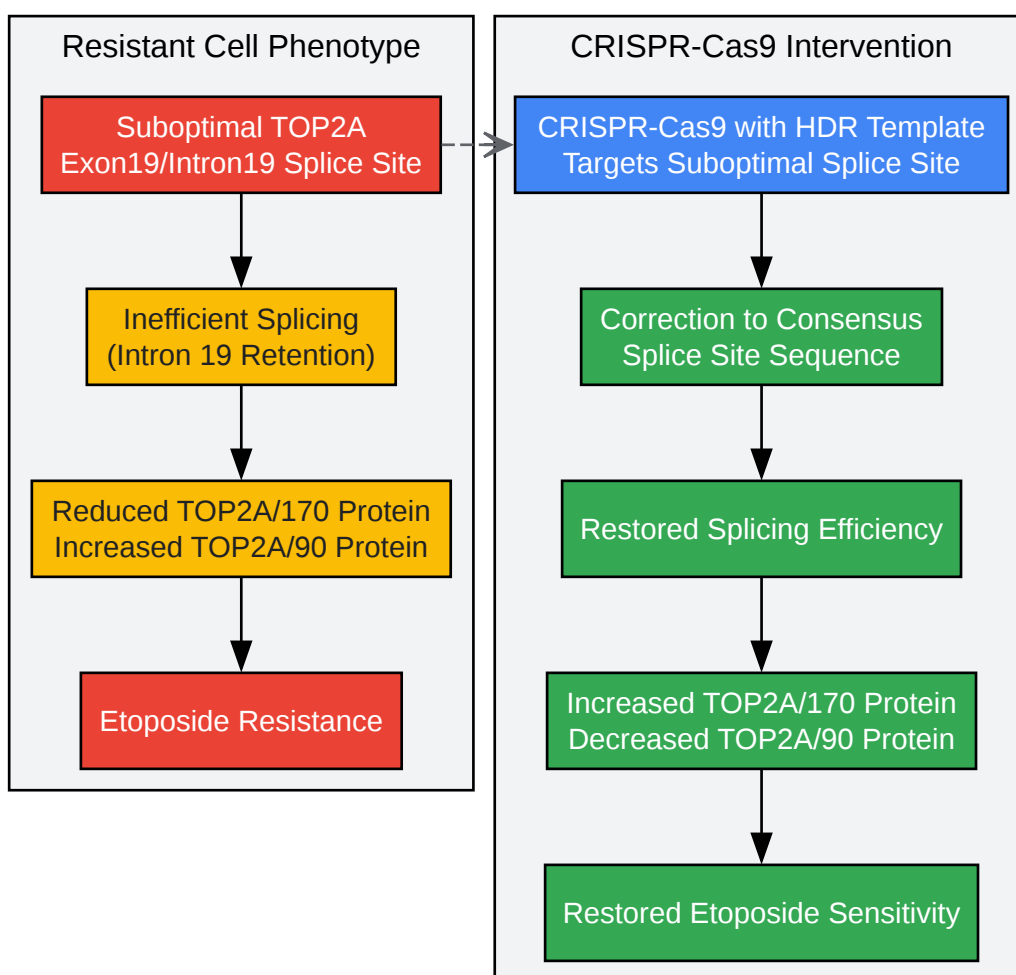 Resistant Cell Phenotype
Suboptimal TOP2A
Exon19/Intron19 Splice Site
Inefficient Splicing
(Intron 19 Retention)
Reduced TOP2A/170 Protein
Increased TOP2A/90 Protein
Etoposide Resistance
CRISPR-Cas9 Intervention
CRISPR-Cas9 with HDR Template
Targets Suboptimal Splice Site
Correction to Consensus
Splice Site Sequence
Restored Splicing Efficiency
Increased TOP2A/170 Protein
Decreased TOP2A/90 Protein
Restored Etoposide Sensitivity